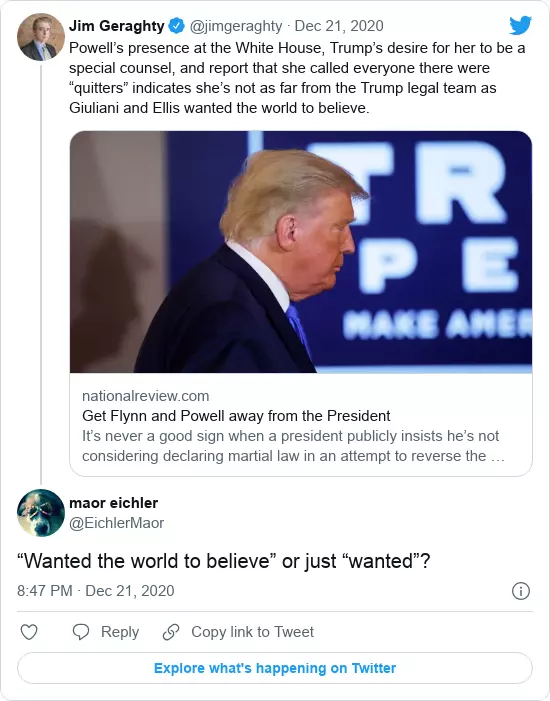 Jim Geraghty @jimgeraghty · Dec 21, 2020
Powell’s presence at the White House, Trump’s desire for her to be a
special counsel, and report that she called everyone there were
“quitters” indicates she’s not as far from the Trump legal team as
Giuliani and Ellis wanted the world to believe.
TR
PE
MAKE AMER
nationalreview.com
Get Flynn and Powell away from the President
It’s never a good sign when a president publicly insists he’s not
considering declaring martial law in an attempt to reverse the …
maor eichler
@EichlerMaor
“Wanted the world to believe” or just “wanted”?
8:47 PM · Dec 21, 2020
Reply Copy link to Tweet
Explore what's happening on Twitter